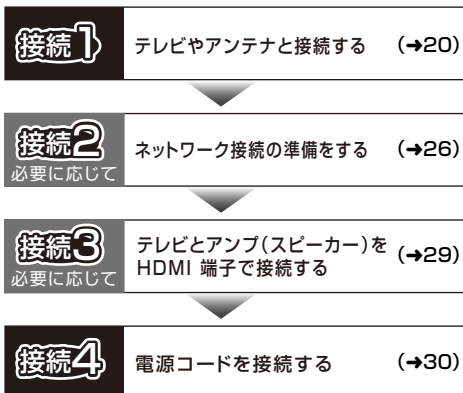 接続1
テレビやアンテナと接続する (➔20)
接続2
必要に応じて
ネットワーク接続の準備をする (➔26)
接続3
必要に応じて
テレビとアンプ(スピーカー)を
HDMI 端子で接続する (➔29)
接続4
電源コードを接続する (➔30)